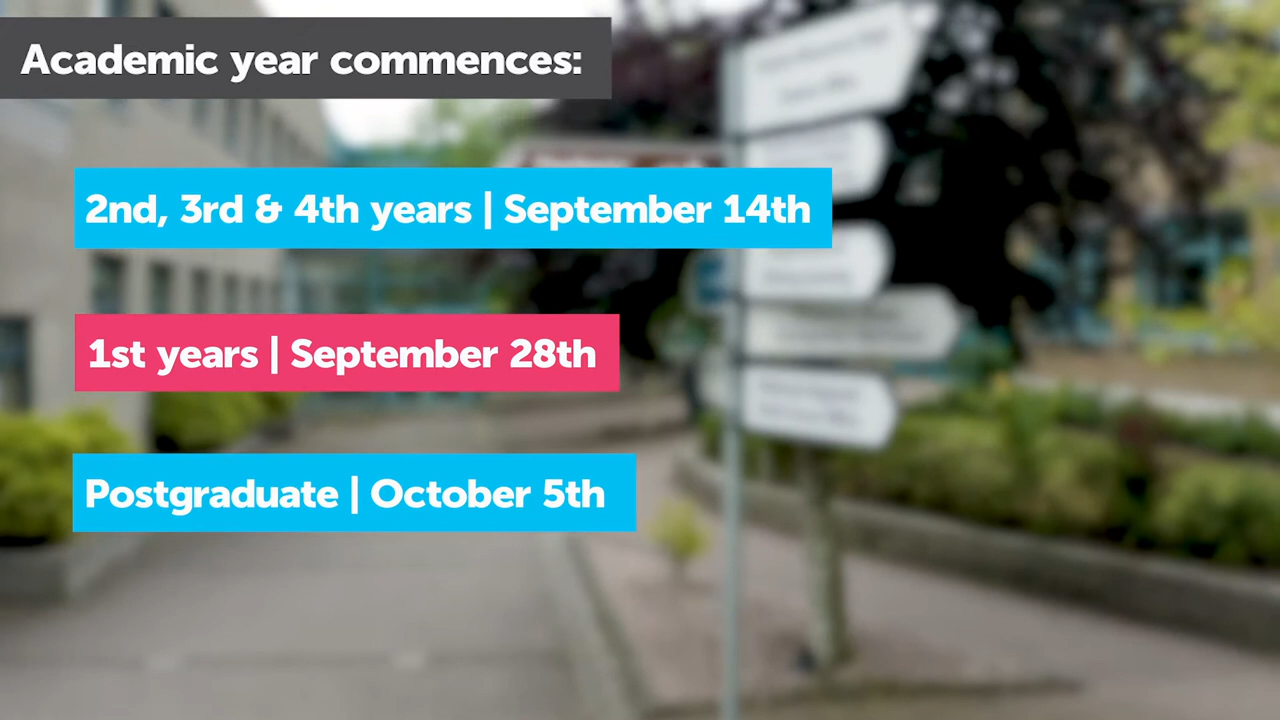 Academic year commences:
2nd, 3rd & 4th years | September 14th
1st years | September 28th
Postgraduate | October 5th